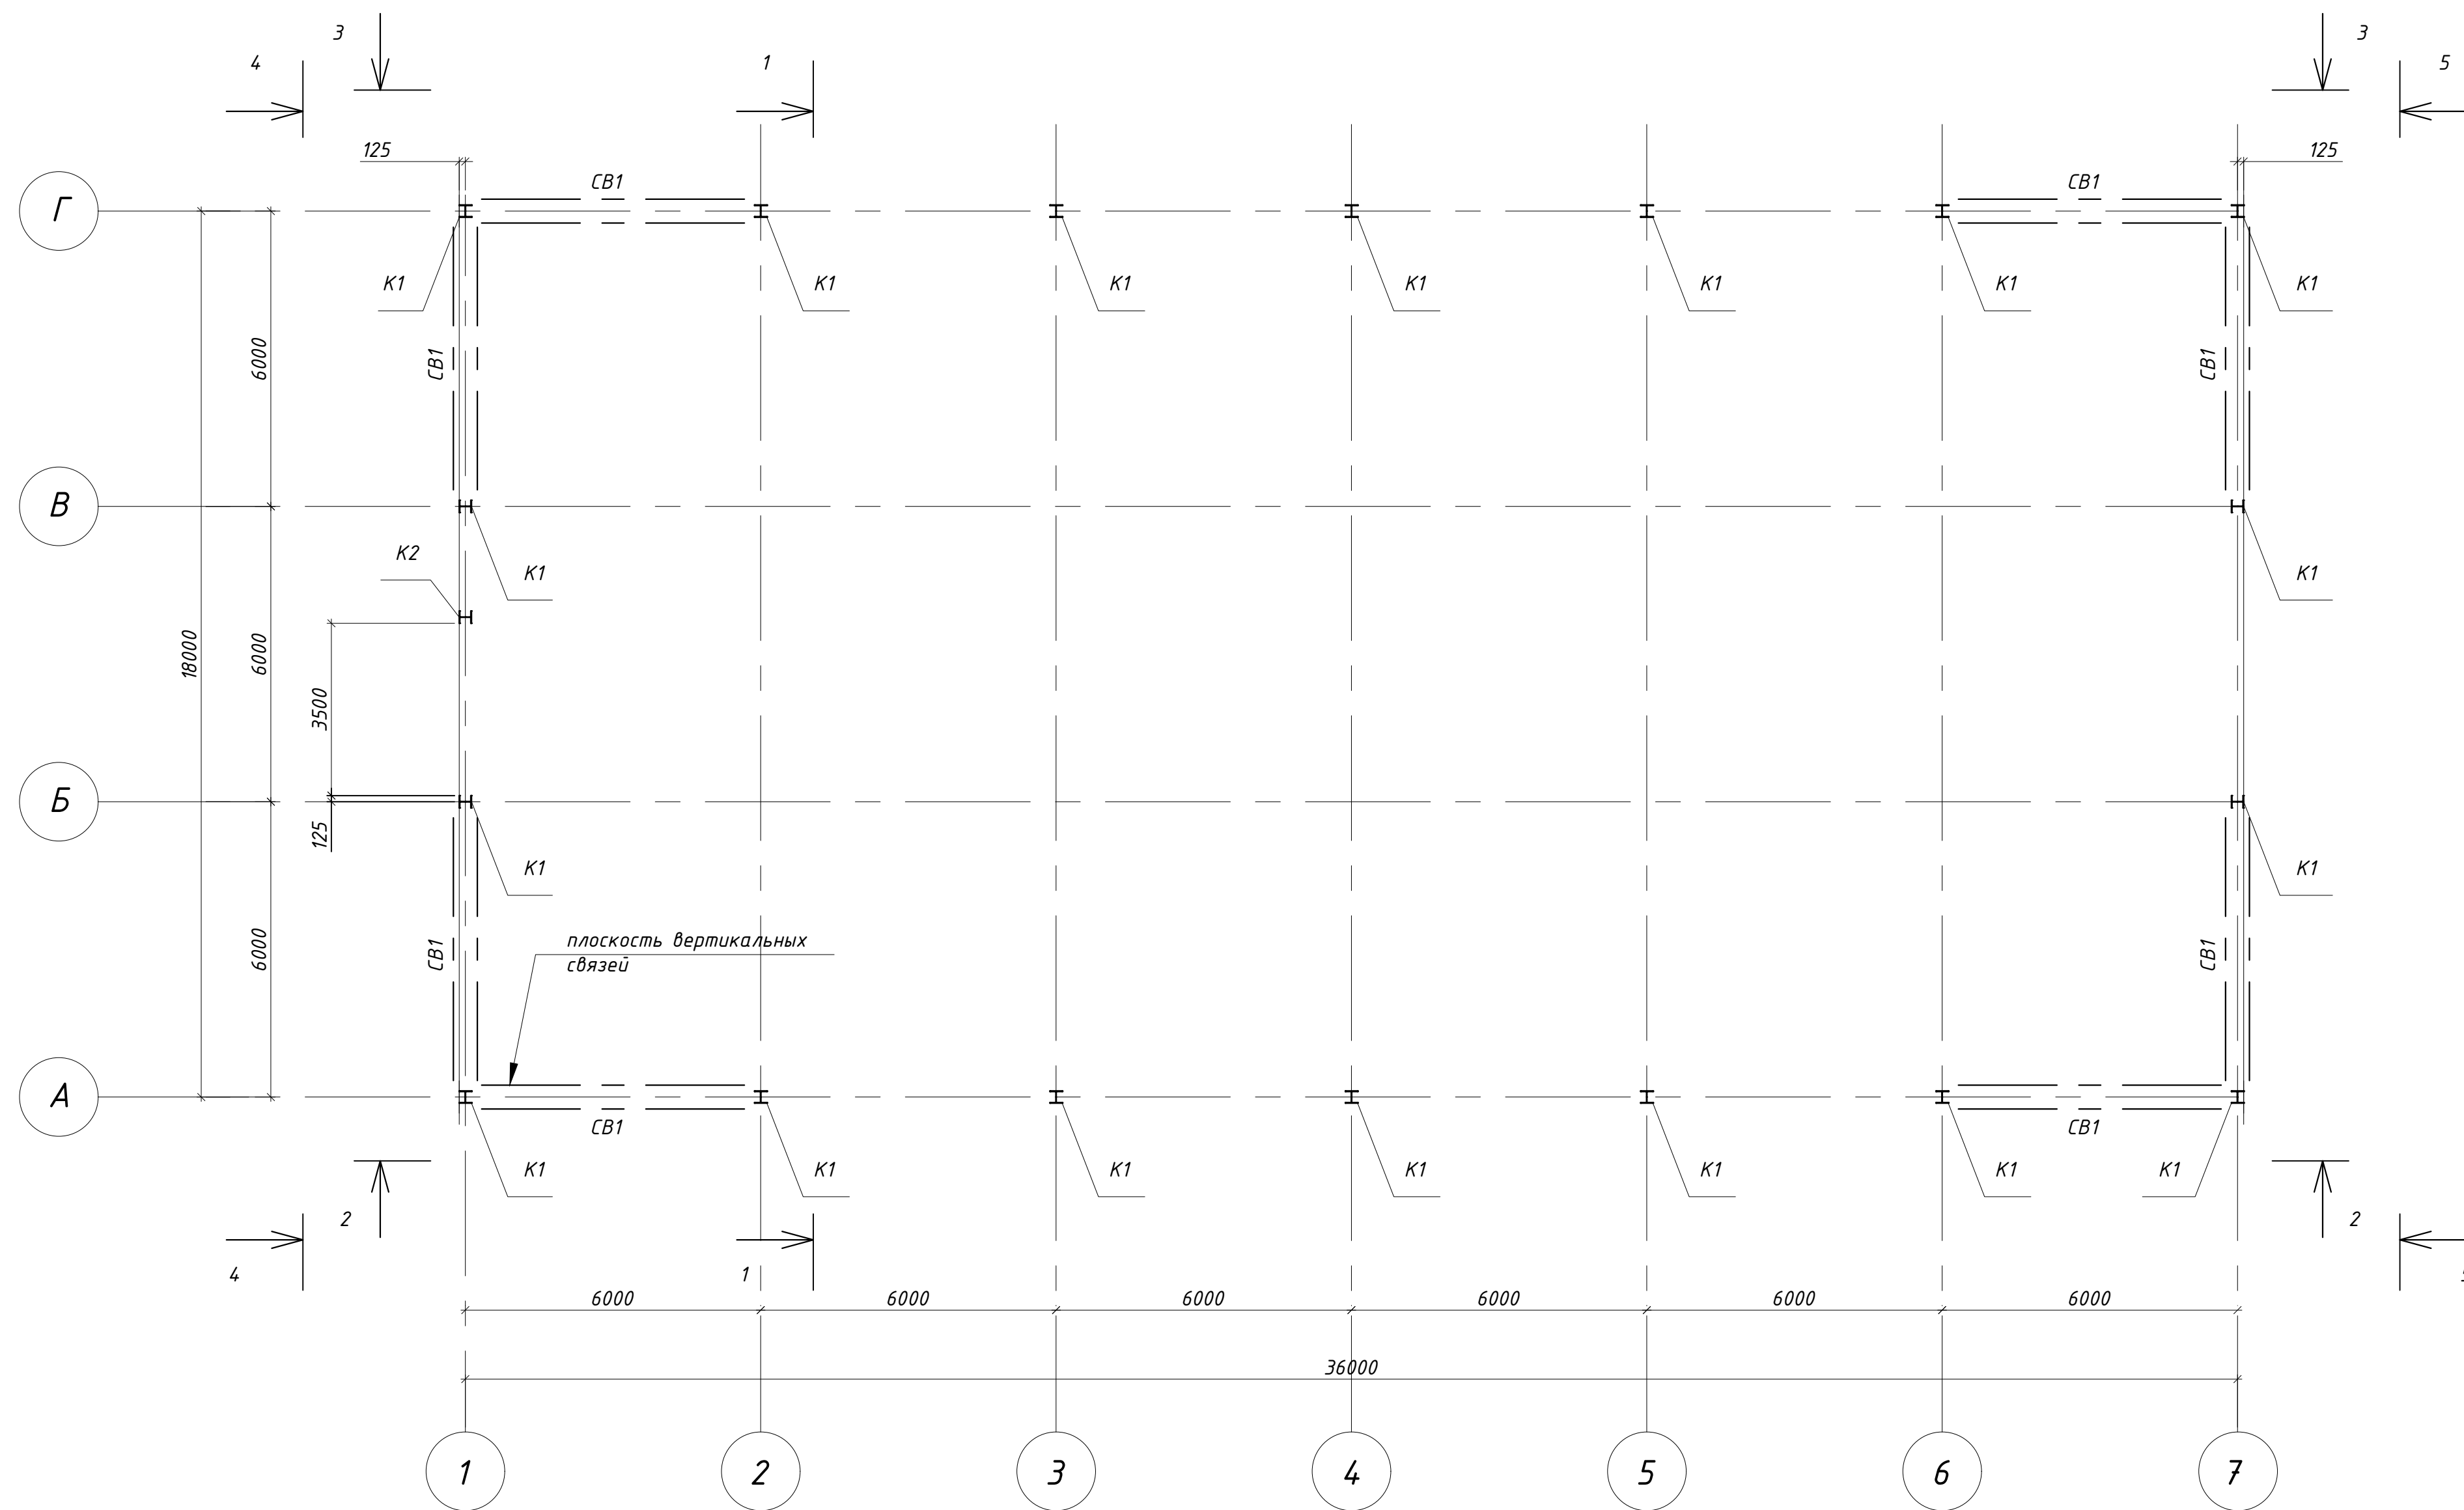 3
3
4
1
5
125
125
СВ1
СВ1
Г
К1
К1
К1
К1
К1
К1
К1
6000
СВ1
СВ1
В
К2
К1
К1
18000
6000
3500
Б
125
К1
К1
6000
СВ1
СВ1
плоскость вертикальных
связей
А
СВ1
СВ1
К1
К1
К1
К1
К1
К1
К1
2
2
4
1
6000
6000
6000
6000
6000
6000
36000
1
2
3
4
5
6
7